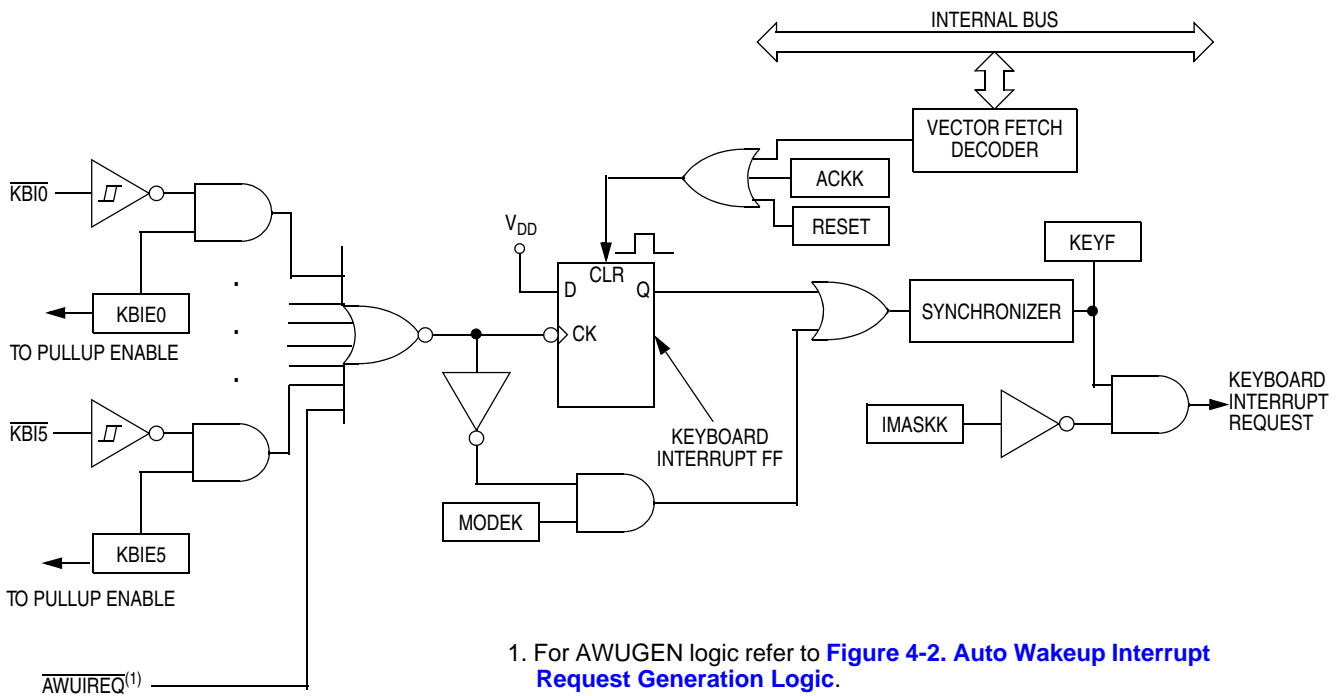 INTERNAL BUS
VECTOR FETCH
DECODER
ACKK
RESET
KBI0
VDD
CLR
D
Q
CK
KEYF
SYNCHRONIZER
KBIE0
TO PULLUP ENABLE
KBI5
KEYBOARD
INTERRUPT FF
IMASKK
KEYBOARD
INTERRUPT
REQUEST
MODEK
KBIE5
TO PULLUP ENABLE
AWUIREQ(1)
1. For AWUGEN logic refer to Figure 4-2. Auto Wakeup Interrupt
Request Generation Logic.